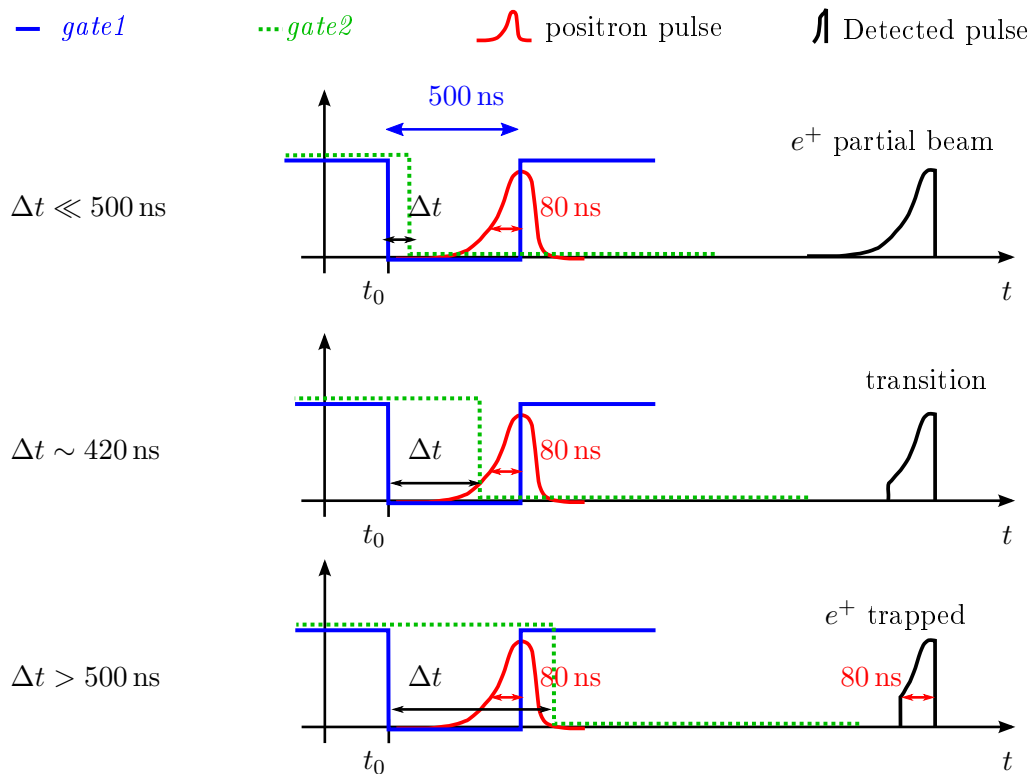 gate1 gate2 positron pulse Detected pulse
500 ns
e⁺ partial beam
Δt ≪ 500 ns
Δt
80 ns
t₀
t
transition
Δt ∼ 420 ns
Δt
80 ns
t₀
t
e⁺ trapped
Δt > 500 ns
Δt
80 ns
80 ns
t₀
t